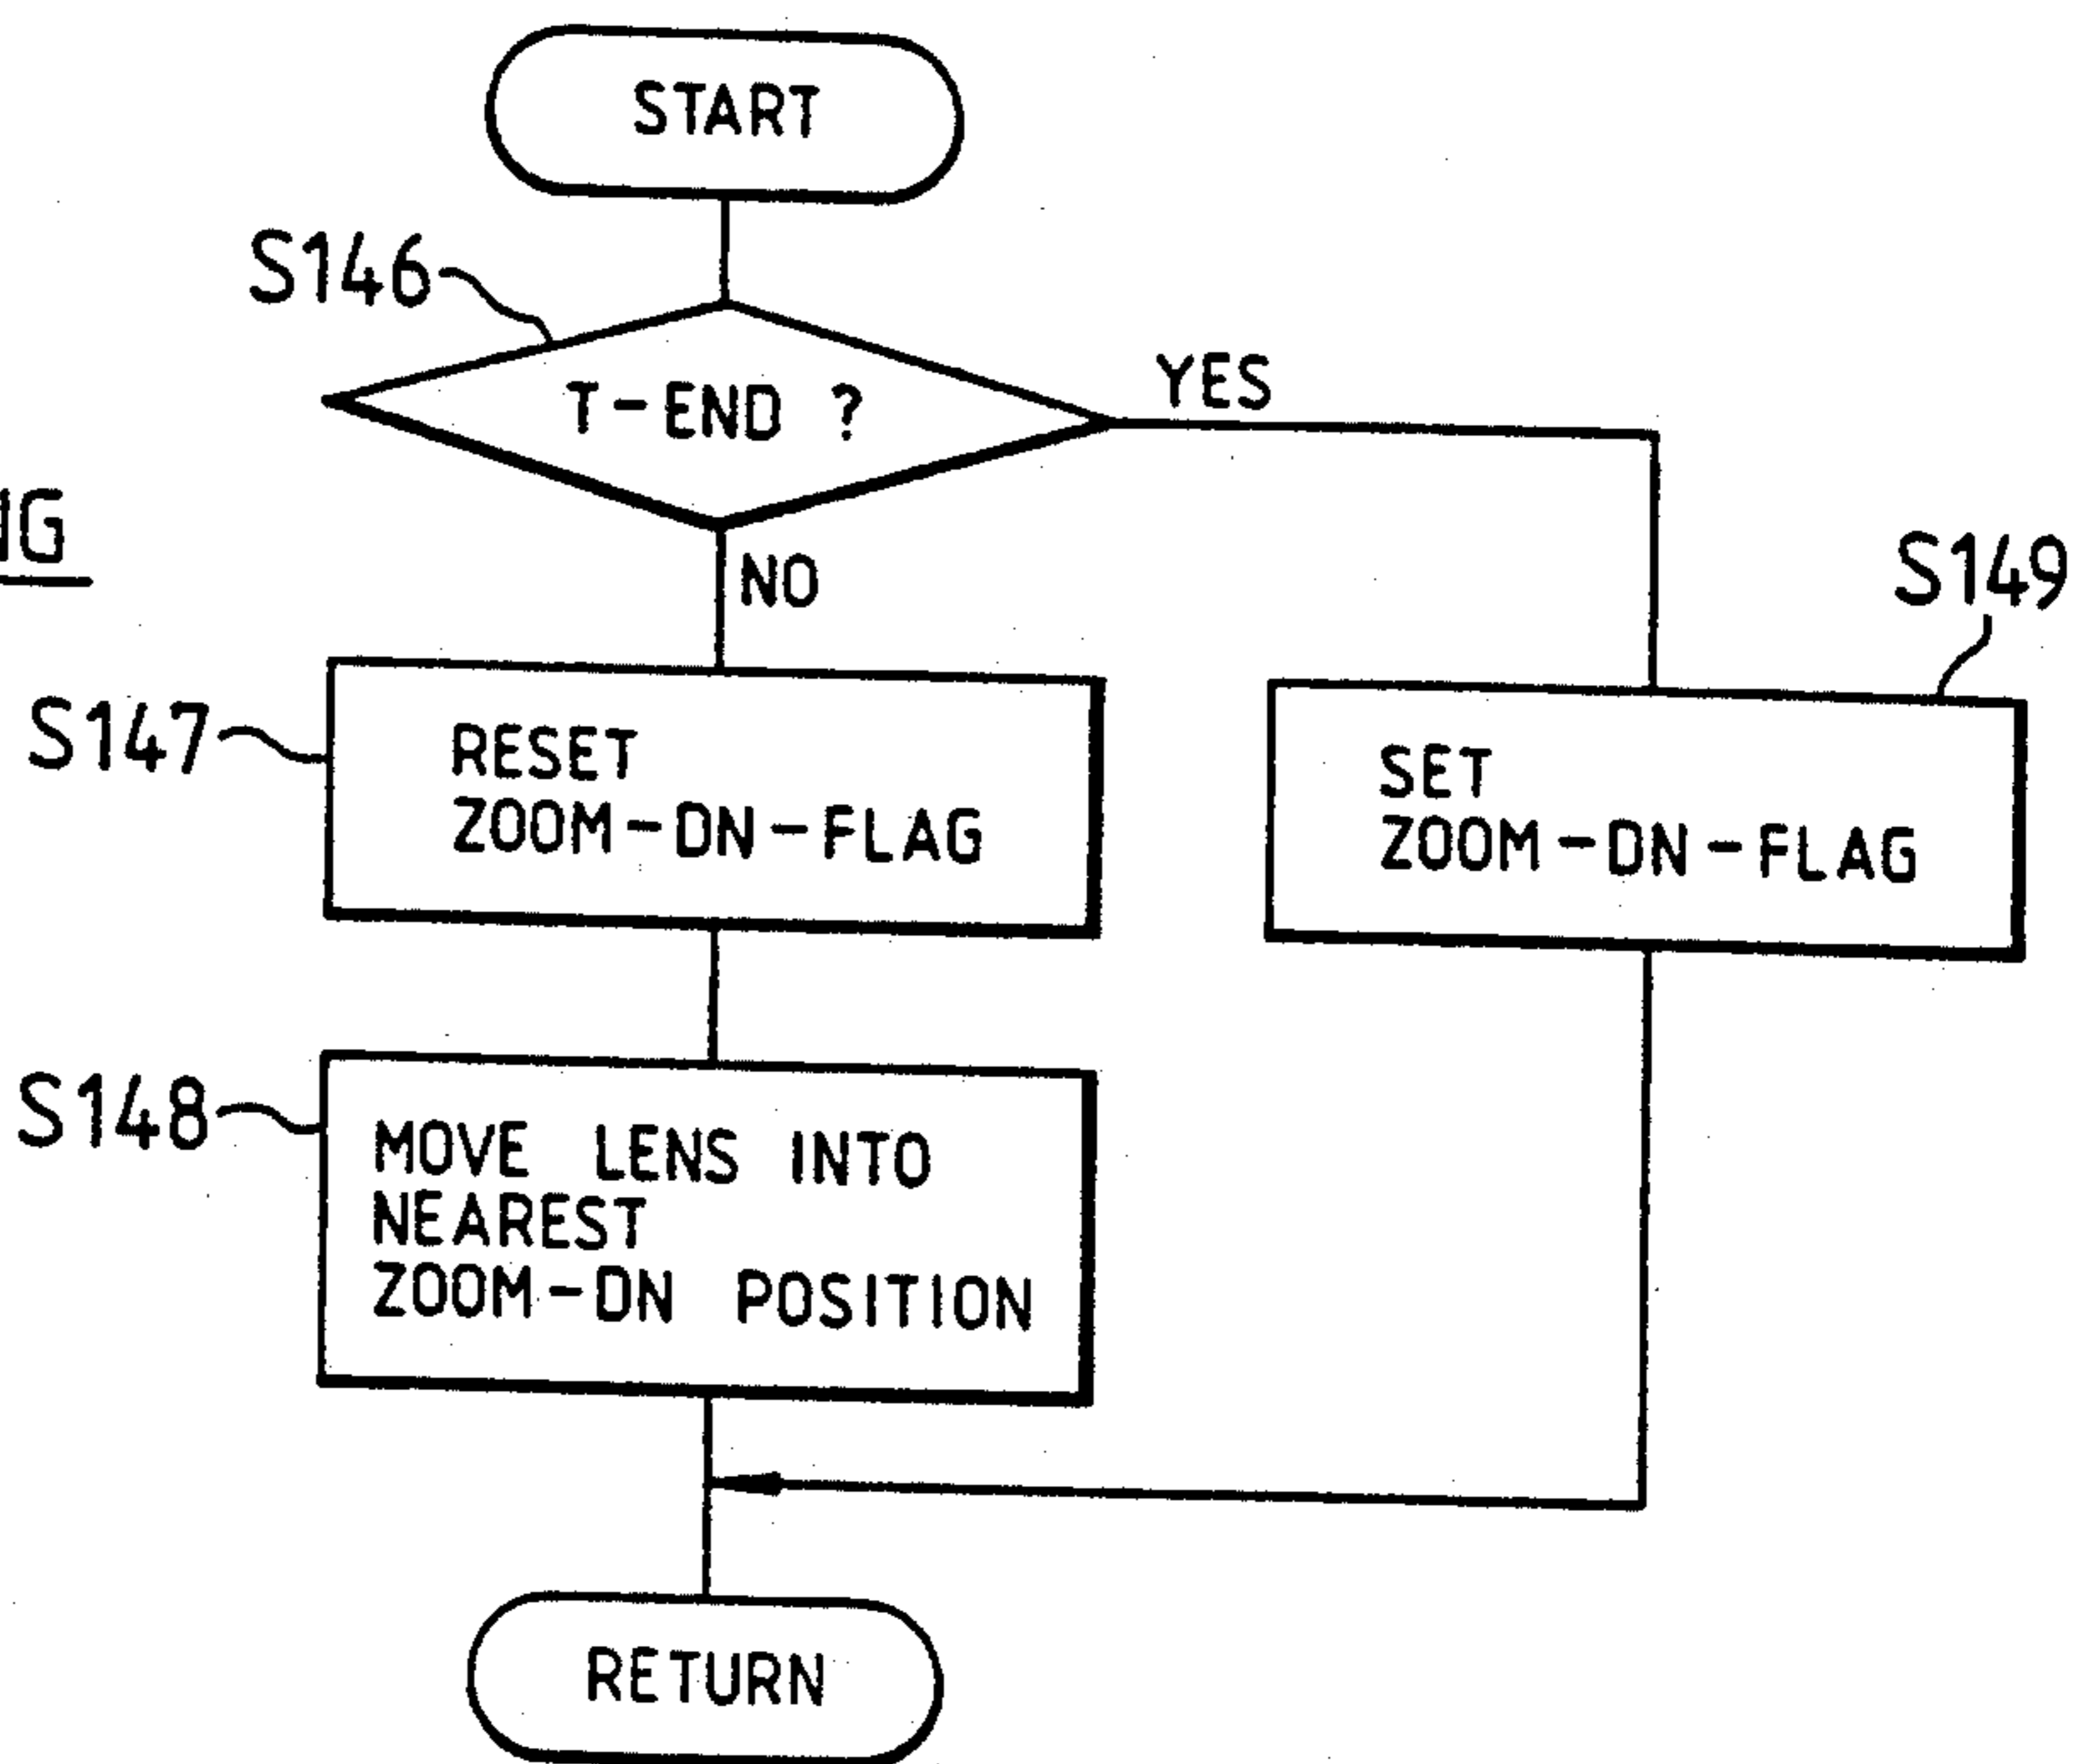 START
S146
T-END ?
YES
NG
NO
S149
S147
RESET
ZOOM-DN-FLAG
SET
ZOOM-DN-FLAG
S148
MOVE LENS INTO
NEAREST
ZOOM-DN POSITION
RETURN